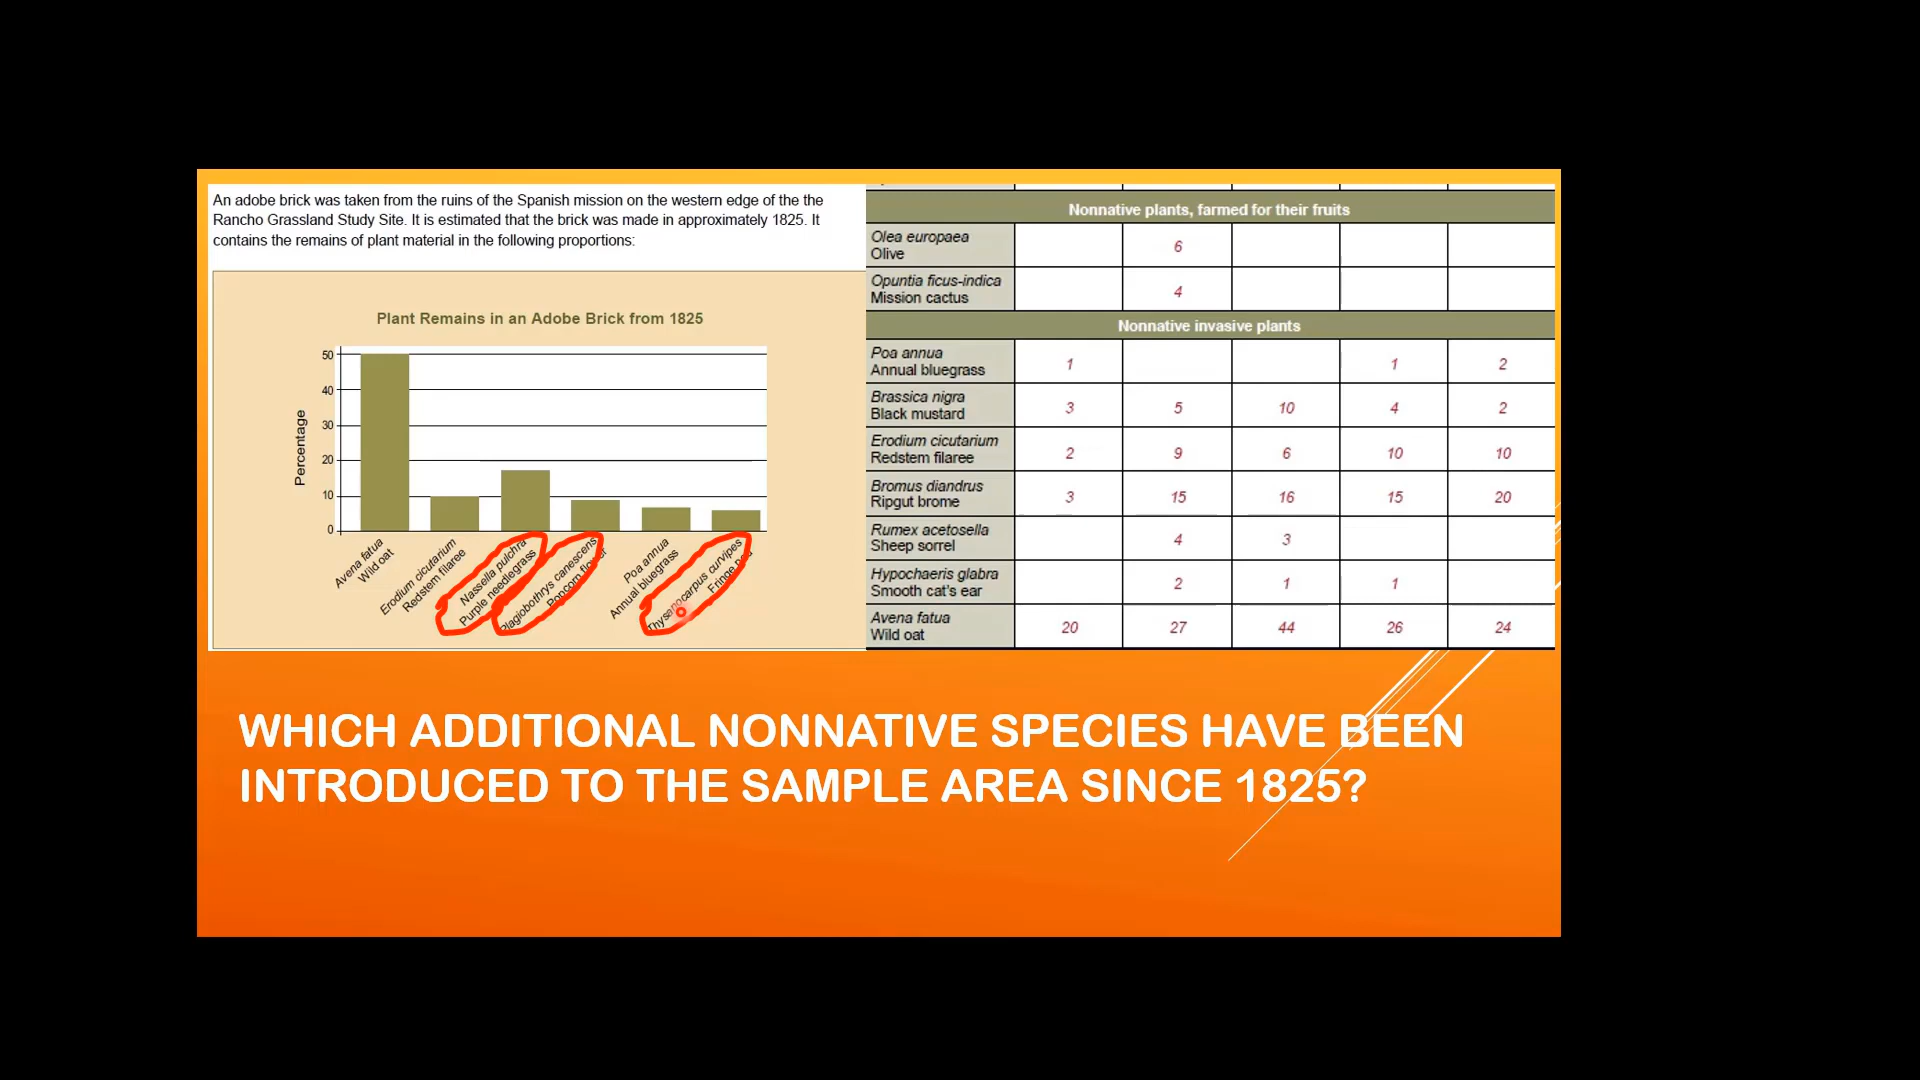 An adobe brick was taken from the ruins of the Spanish mission on the western edge of the the
Rancho Grassland Study Site. It is estimated that the brick was made in approximately 1825. It
contains the remains of plant material in the following proportions:
Plant Remains in an Adobe Brick from 1825
Percentage
50
40
30
20
10
0
Avena fatua
Wild oat
Erodium cicutarium
Redstem filaree
Nassella pulchra
Purple needlegrass
Plagiobothrys canescens
Popcorn flower
Poa annua
Annual bluegrass
Thysanocarpus curvipes
Fringe
Nonnative plants, farmed for their fruits
Olea europaea
Olive
6
Opuntia ficus-indica
Mission cactus
4
Nonnative invasive plants
Poa annua
Annual bluegrass
1 1 2
Brassica nigra
Black mustard
3 5 10 4 2
Erodium cicutarium
Redstem filaree
2 9 6 10 10
Bromus diandrus
Ripgut brome
3 15 16 15 20
Rumex acetosella
Sheep sorrel
4 3
Hypochaeris glabra
Smooth cat's ear
2 1 1
Avena fatua
Wild oat
20 27 44 26 24
WHICH ADDITIONAL NONNATIVE SPECIES HAVE BEEN
INTRODUCED TO THE SAMPLE AREA SINCE 1825?